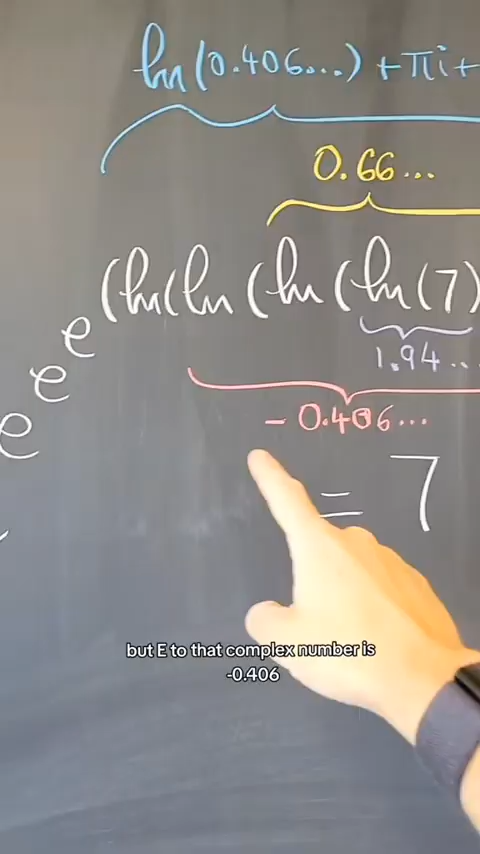 ln(0.406...) + πi +
0.66...
e e e (ln(ln(ln(ln(7)
1.94...
- 0.406...
= 7
but E to that complex number is
-0.406